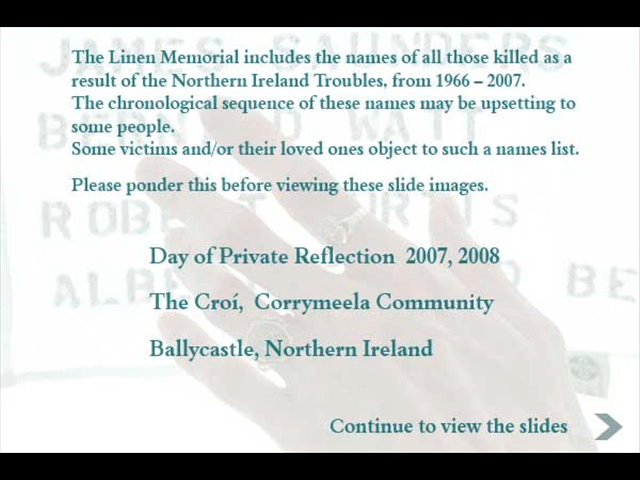 The Linen Memorial includes the names of all those killed as a
result of the Northern Ireland Troubles, from 1966 – 2007.
The chronological sequence of these names may be upsetting to
some people.
Some victims and/or their loved ones object to such a names list.
Please ponder this before viewing these slide images.
Day of Private Reflection 2007, 2008
The Croí, Corrymeela Community
Ballycastle, Northern Ireland
Continue to view the slides
JAMES SAUNDERS
WATT